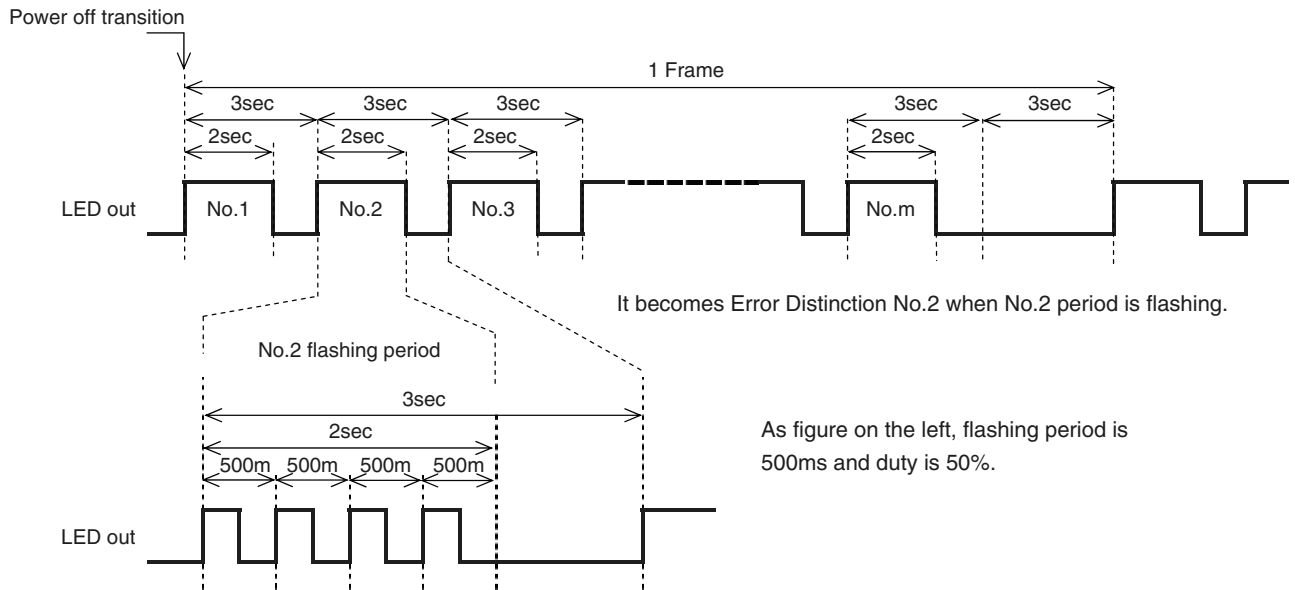 Power off transition
1 Frame
3sec 3sec 3sec 3sec 3sec
2sec 2sec 2sec 2sec
LED out No.1 No.2 No.3 No.m
It becomes Error Distinction No.2 when No.2 period is flashing.
No.2 flashing period
3sec
2sec
500m 500m 500m 500m
As figure on the left, flashing period is
500ms and duty is 50%.
LED out